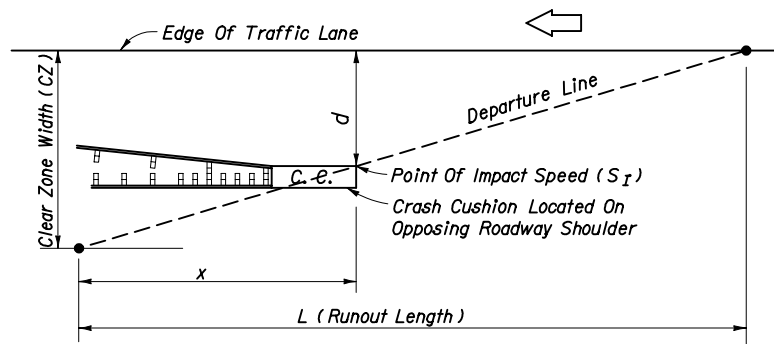 Edge Of Traffic Lane
Clear Zone Width (CZ)
d
Departure Line
C. C.
Point Of Impact Speed (SI)
Crash Cushion Located On
Opposing Roadway Shoulder
x
L (Runout Length)